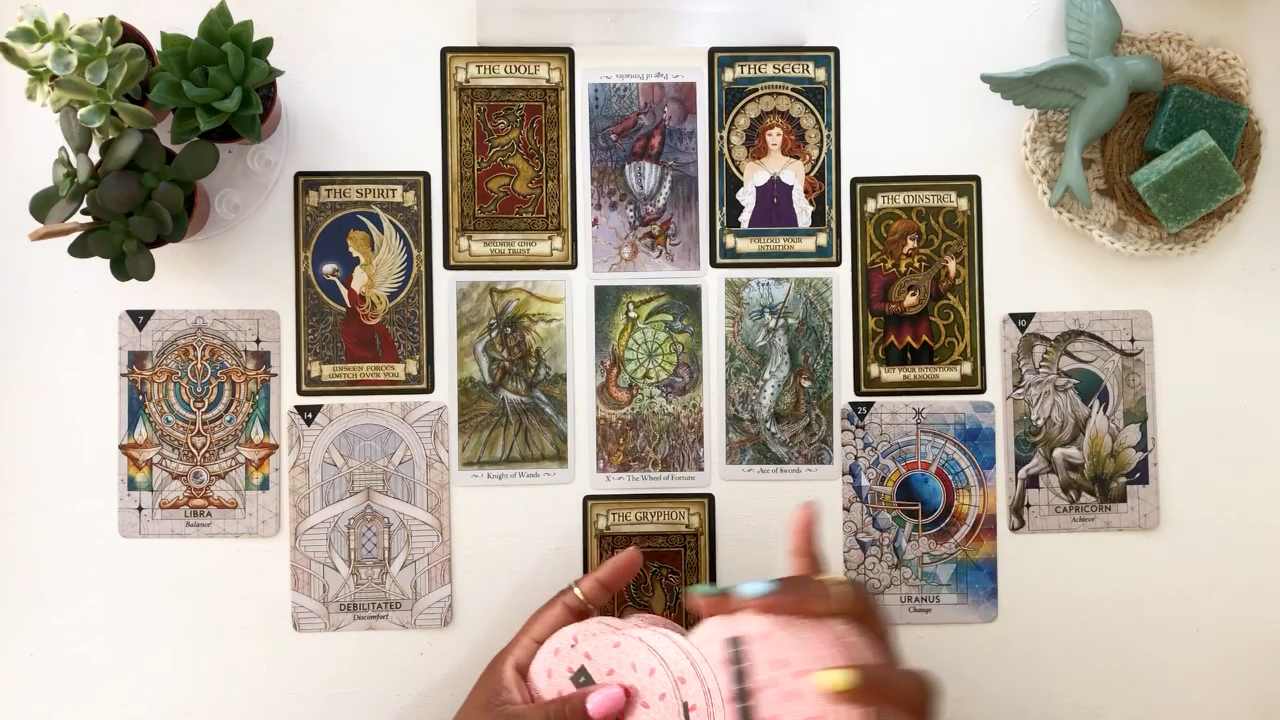 THE WOLF
BEWARE WHO
YOU TRUST
Page of Pentacles
THE SEER
FOLLOW YOUR
INTUITION
THE SPIRIT
UNSEEN FORCES
WATCH OVER YOU
THE MINSTREL
LET YOUR INTENTIONS
BE KNOWN
Knight of Wands
X The Wheel of Fortune
Ace of Swords
7
LIBRA
Balance
14
DEBILITATED
Discomfort
25
URANUS
Change
10
CAPRICORN
Achieve
THE GRYPHON